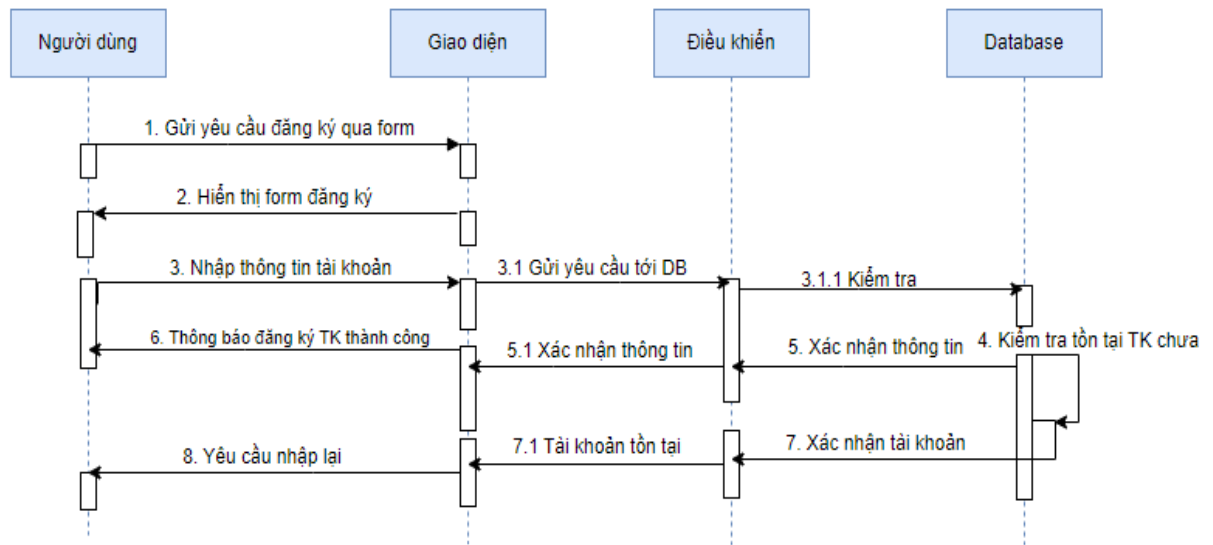 Người dùng
Giao diện
Điều khiển
Database
1. Gửi yêu cầu đăng ký qua form
2. Hiển thị form đăng ký
3. Nhập thông tin tài khoản
3.1 Gửi yêu cầu tới DB
3.1.1 Kiểm tra
6. Thông báo đăng ký TK thành công
5.1 Xác nhận thông tin
5. Xác nhận thông tin
4. Kiểm tra tồn tại TK chưa
8. Yêu cầu nhập lại
7.1 Tài khoản tồn tại
7. Xác nhận tài khoản